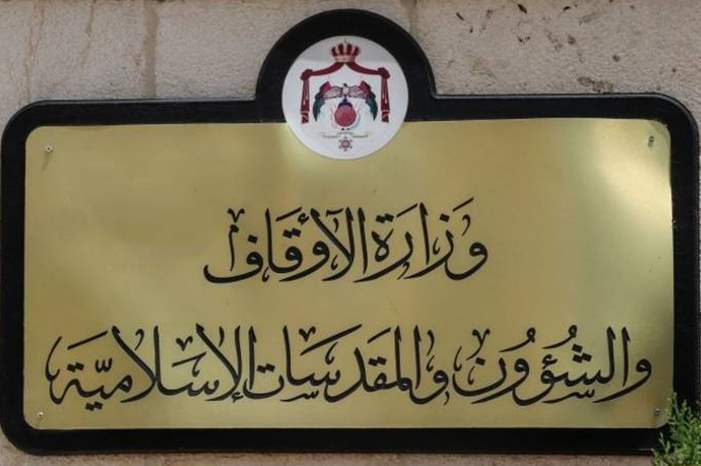 وزارة الأوقاف
والشؤون والمقدسات الإسلامية